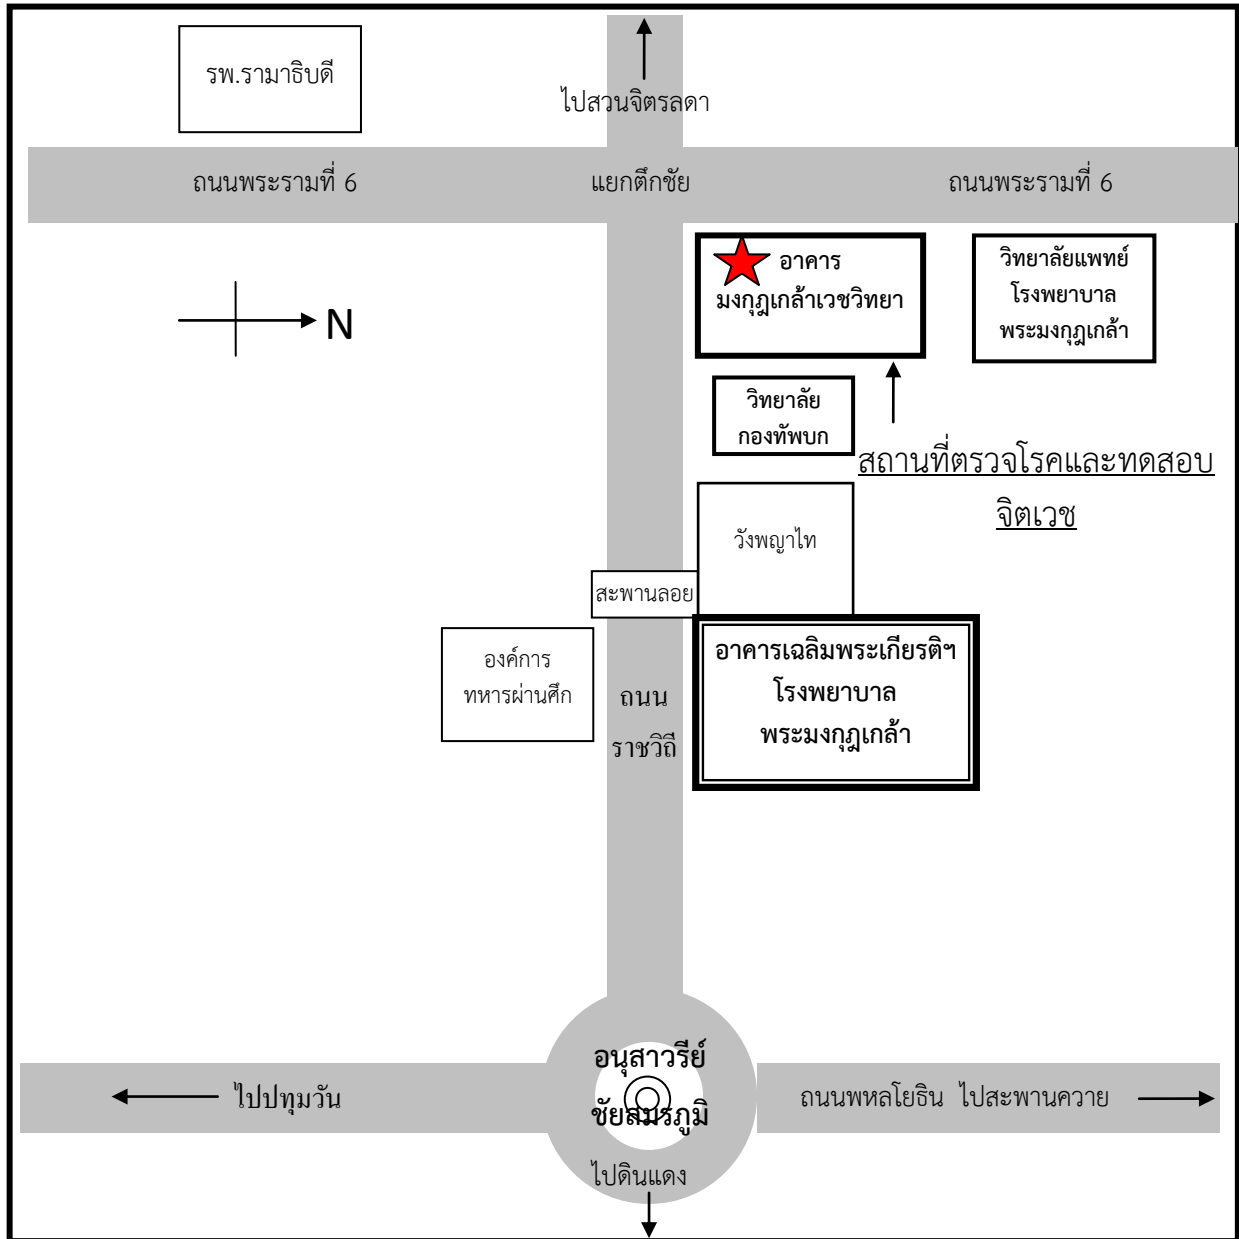 รพ.รามาธิบดี
ไปสวนจิตรลดา
ถนนพระรามที่ 6
แยกตึกชัย
ถนนพระรามที่ 6
อาคาร
มงกุฎเกล้าเวชวิทยา
วิทยาลัยแพทย์
โรงพยาบาล
พระมงกุฎเกล้า
N
วิทยาลัย
กองทัพบก
สถานที่ตรวจโรคและทดสอบ
จิตเวช
วังพญาไท
สะพานลอย
องค์การ
ทหารผ่านศึก
ถนน
ราชวิถี
อาคารเฉลิมพระเกียรติฯ
โรงพยาบาล
พระมงกุฎเกล้า
อนุสาวรีย์
ชัยสมรภูมิ
ไปปทุมวัน
ถนนพหลโยธิน ไปสะพานควาย
ไปดินแดง